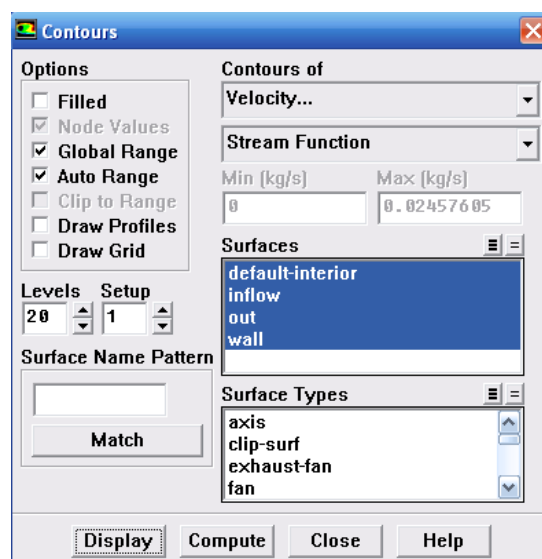 Contours
Options
Filled
Node Values
Global Range
Auto Range
Clip to Range
Draw Profiles
Draw Grid
Levels Setup
20 1
Surface Name Pattern
Match
Contours of
Velocity...
Stream Function
Min (kg/s) Max (kg/s)
0 0.02457605
Surfaces
default-interior
inflow
out
wall
Surface Types
axis
clip-surf
exhaust-fan
fan
Display Compute Close Help